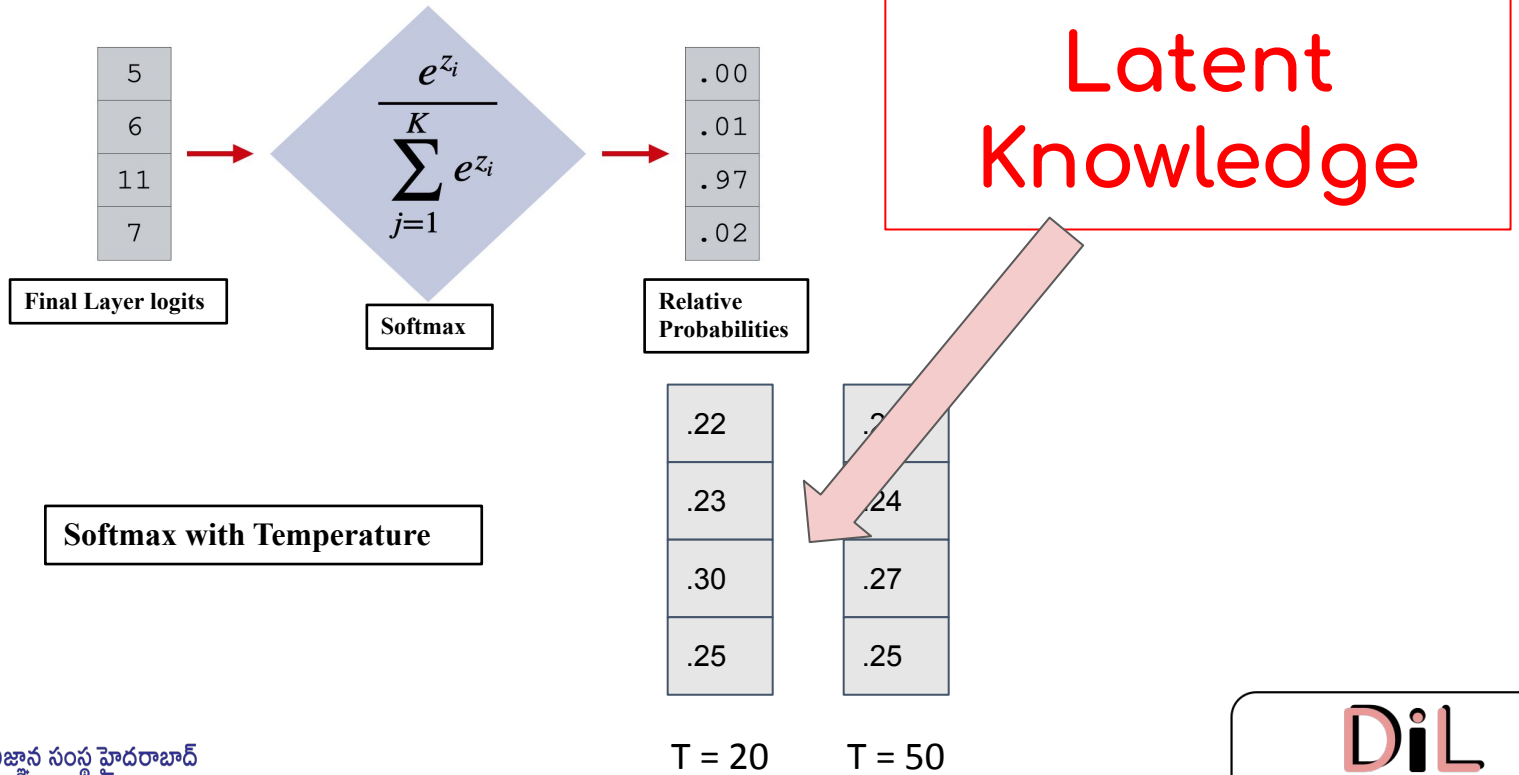 5
6
11
7
Final Layer logits
e^{z_i}
K
∑ e^{z_i}
j=1
Softmax
.00
.01
.97
.02
Relative
Probabilities
Latent
Knowledge
Softmax with Temperature
.22
.23
.24
.30
.27
.25
.25
T = 20
T = 50
సంస్థ హైదరాబాద్
DiL